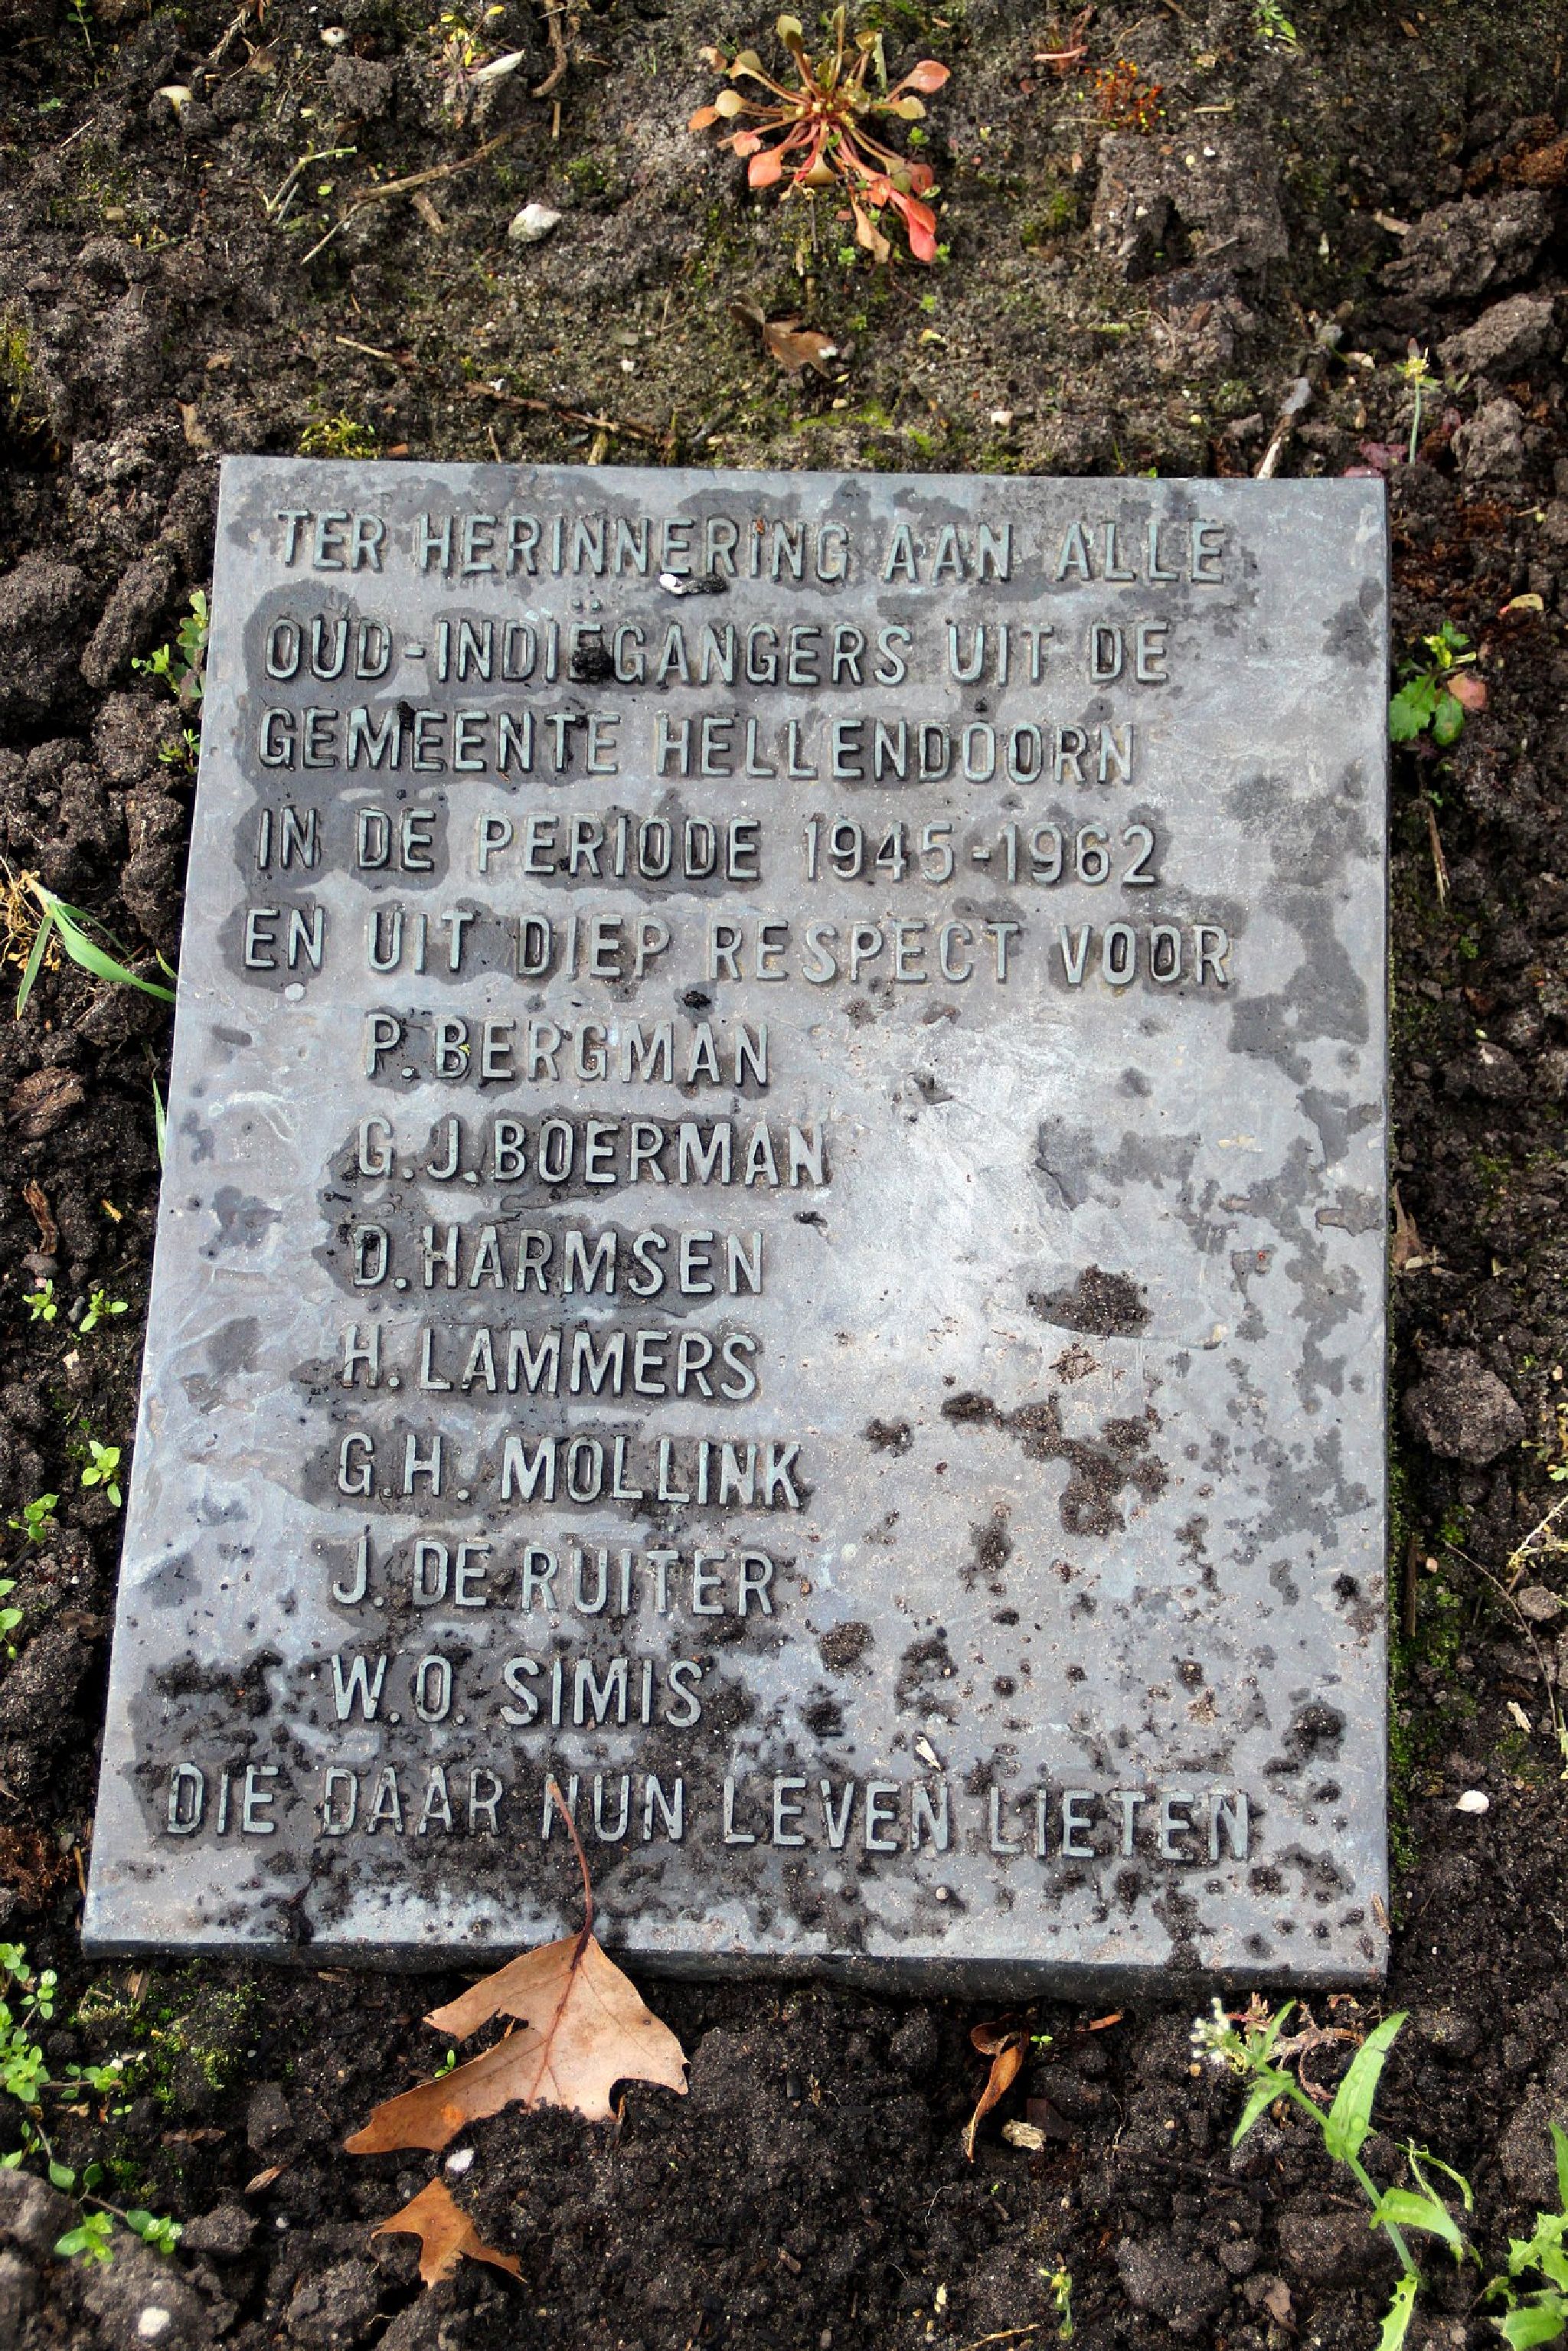 TER HERINNERING AAN ALLE
OUD-INDIËGANGERS UIT DE
GEMEENTE HELLENDOORN
IN DE PERIODE 1945-1962
EN UIT DIEP RESPECT VOOR
P. BERGMAN
G.J. BOERMAN
D. HARMSEN
H. LAMMERS
G.H. MOLLINK
J. DE RUITER
W.O. SIMIS
DIE DAAR HUN LEVEN LIETEN